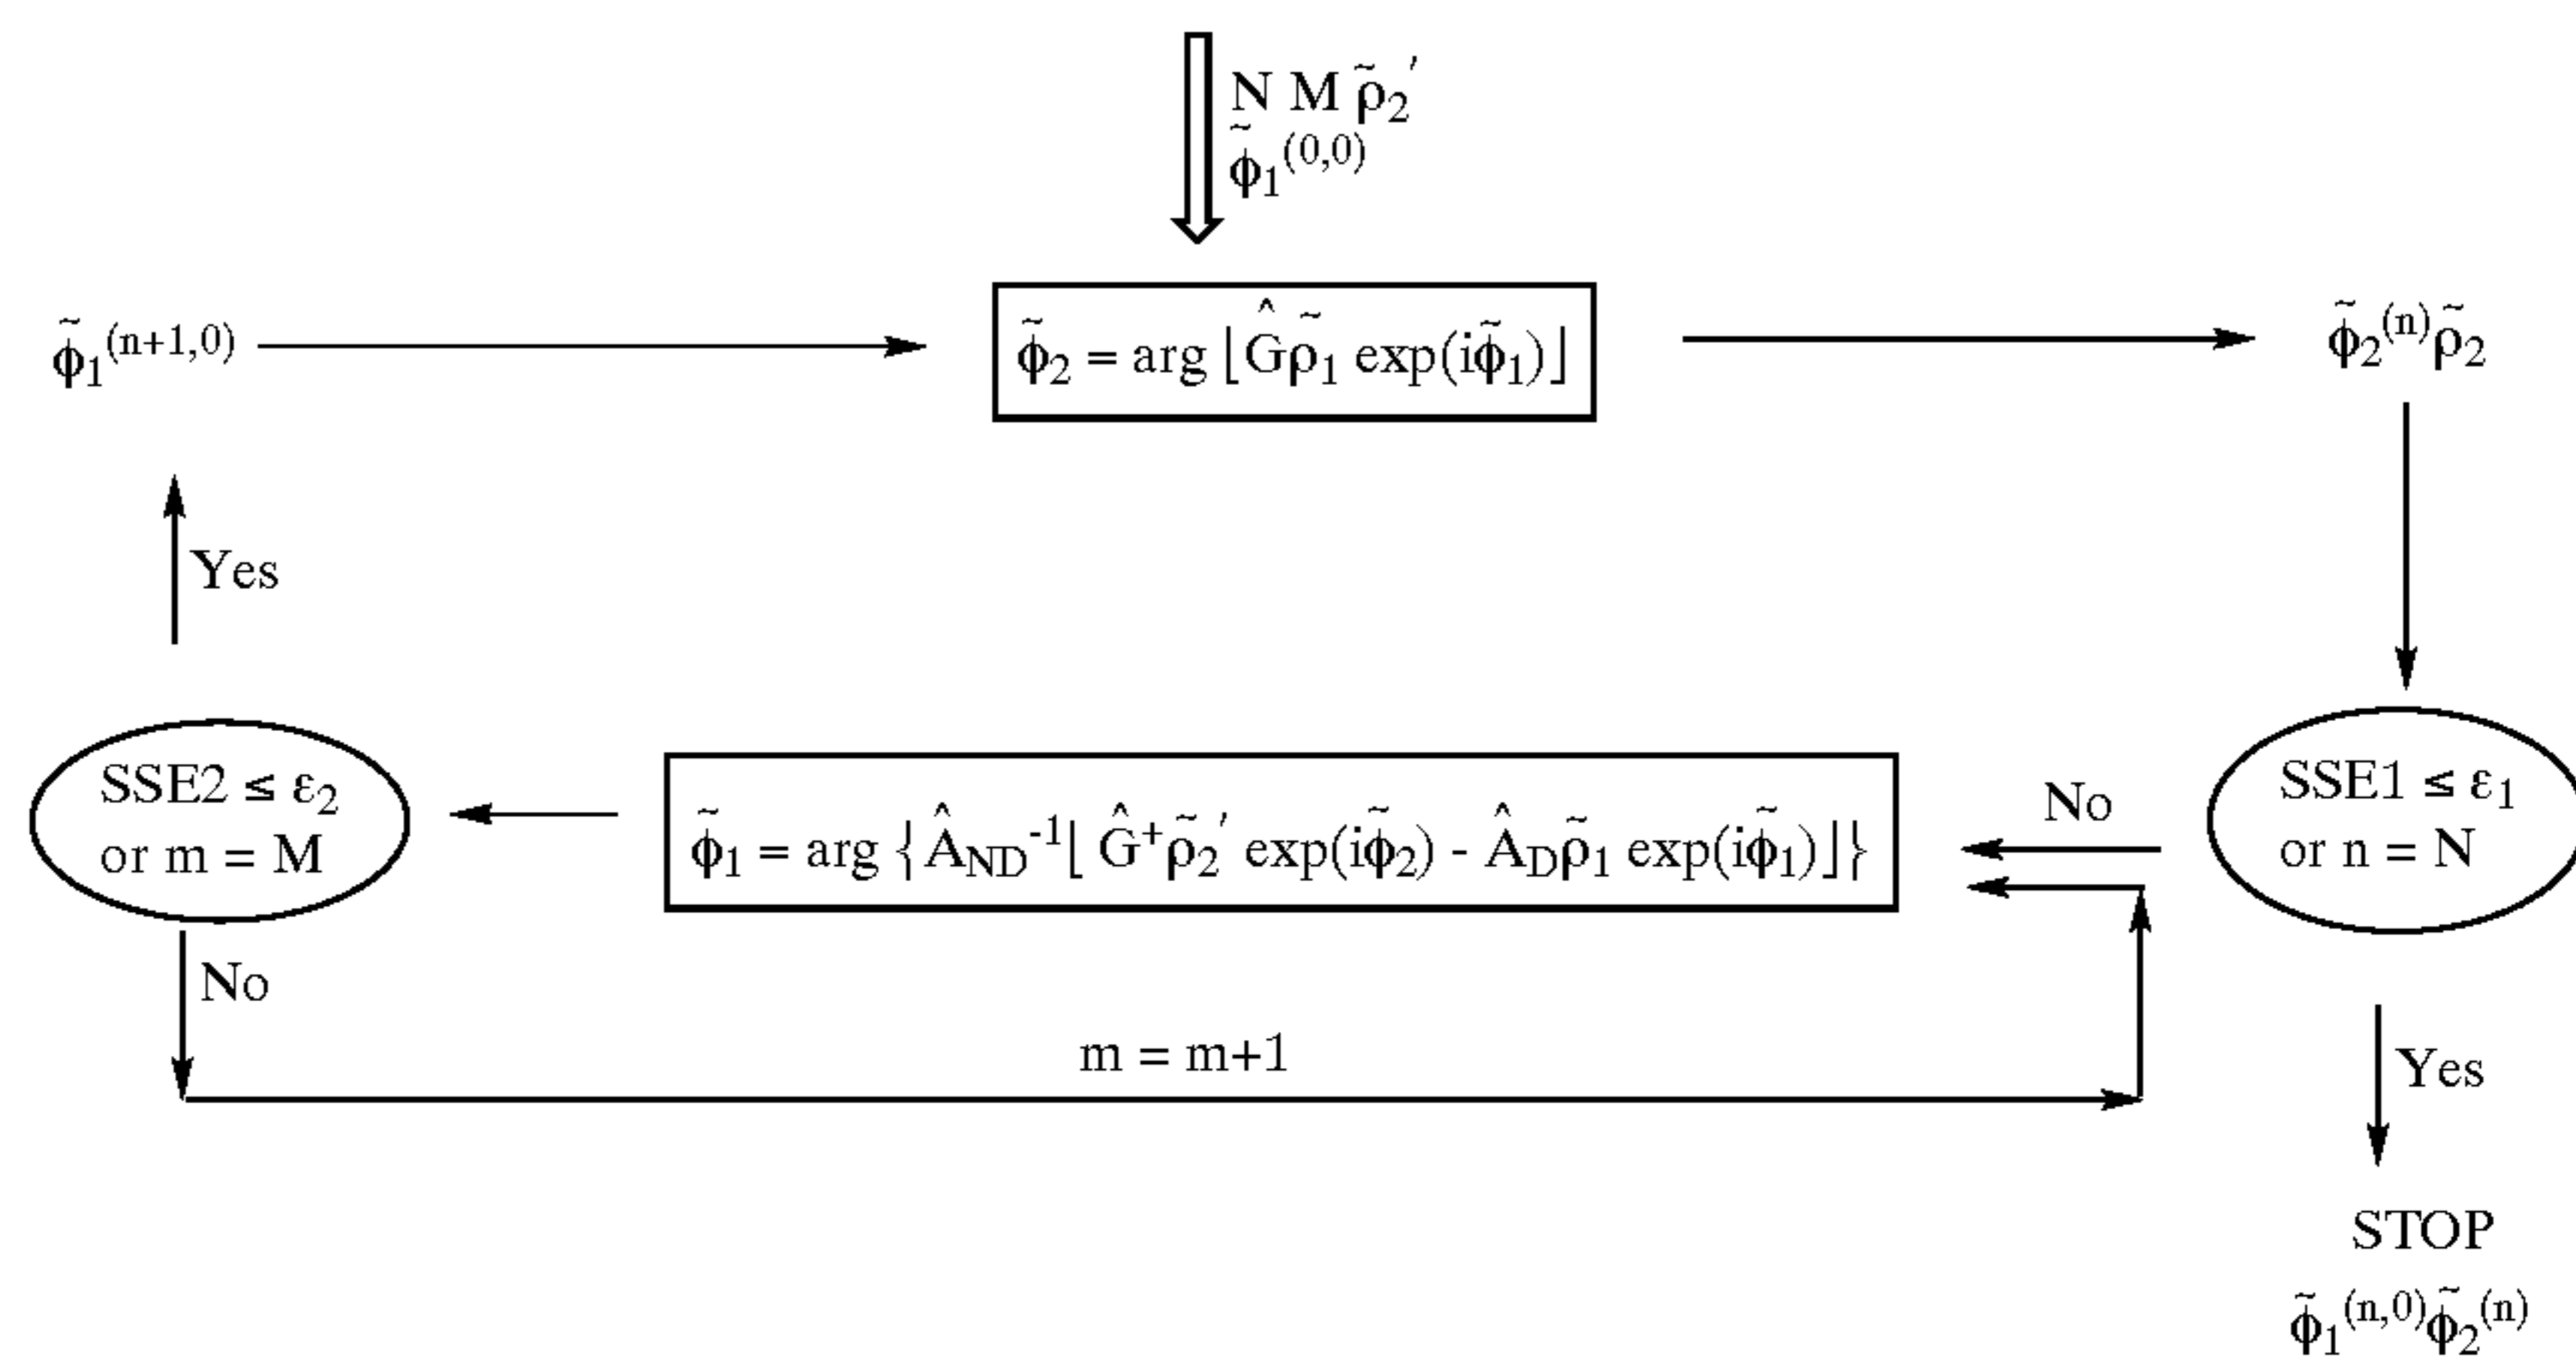 N M ρ̃₂′
ϕ̃₁⁽⁰,⁰⁾
ϕ̃₁⁽ⁿ⁺¹,⁰⁾
ϕ̃₂ = arg ⌊Ĝρ̃₁ exp(iϕ̃₁)⌋
ϕ̃₂⁽ⁿ⁾ρ̃₂
Yes
SSE2 ≤ ε₂
or m = M
ϕ̃₁ = arg {Â_ND⁻¹⌊ Ĝ⁺ρ̃₂′ exp(iϕ̃₂) - Â_Dρ̃₁ exp(iϕ̃₁)⌋}
No
SSE1 ≤ ε₁
or n = N
No
m = m+1
Yes
STOP
ϕ̃₁⁽ⁿ,⁰⁾ϕ̃₂⁽ⁿ⁾